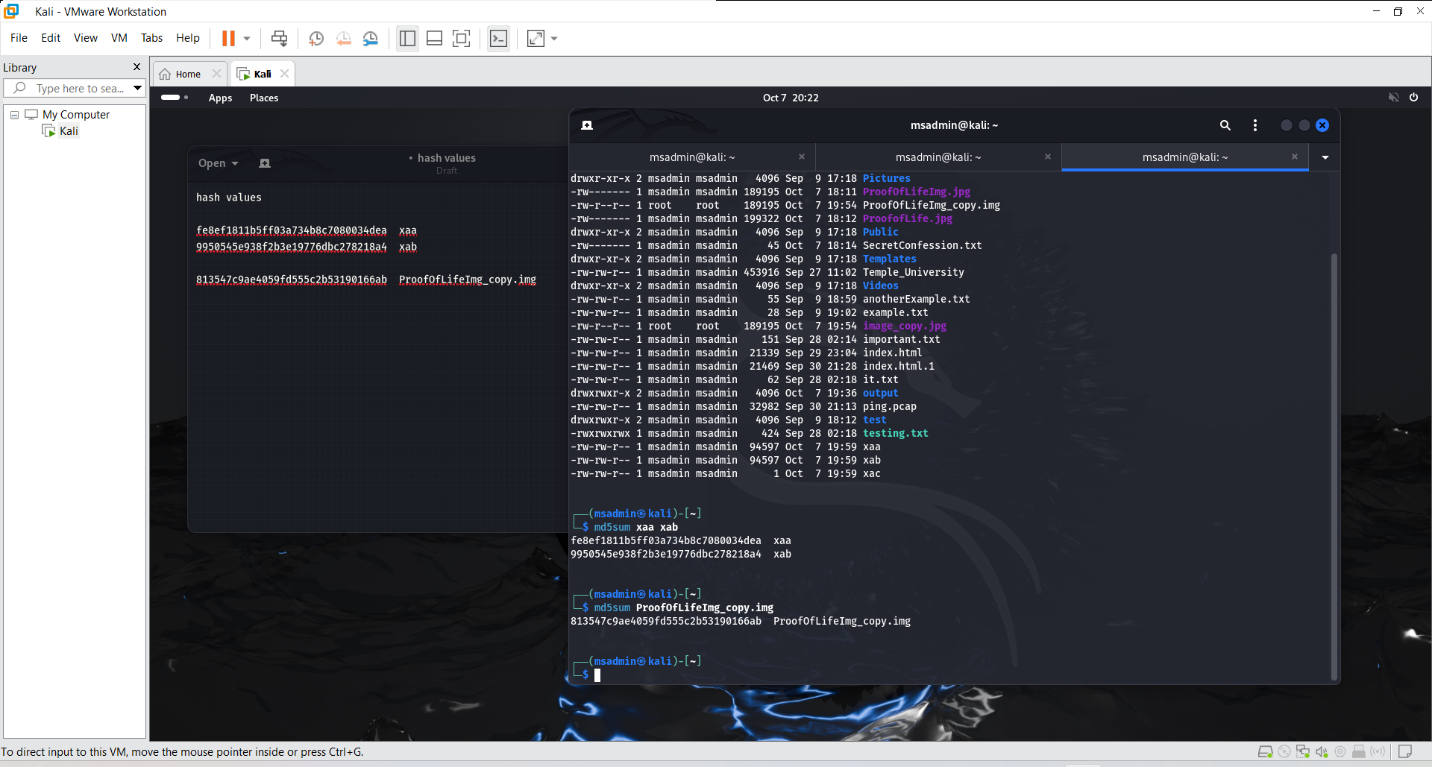 Kali - VMware Workstation
File Edit View VM Tabs Help
Library
Type here to sea...
My Computer
Kali
Home
Kali
Apps Places
Oct 7 20:22
Open
• hash values
Draft
hash values
fe8ef1811b5ff03a734b8c7080034dea xaa
9950545e938f2b3e19776dbc278218a4 xab
813547c9ae4059fd555c2b53190166ab ProofOfLifeImg_copy.img
msadmin@kali: ~
msadmin@kali: ~
msadmin@kali: ~
msadmin@kali: ~
drwxr-xr-x 2 msadmin msadmin 4096 Sep 9 17:18 Pictures
-rw------- 1 msadmin msadmin 189195 Oct 7 18:11 ProofOfLifeImg.jpg
-rw-r--r-- 1 root root 189195 Oct 7 19:54 ProofOfLifeImg_copy.img
-rw------- 1 msadmin msadmin 199322 Oct 7 18:12 ProofofLife.jpg
drwxr-xr-x 2 msadmin msadmin 4096 Sep 9 17:18 Public
-rw------- 1 msadmin msadmin 45 Oct 7 18:14 SecretConfession.txt
drwxr-xr-x 2 msadmin msadmin 4096 Sep 9 17:18 Templates
-rw-rw-r-- 1 msadmin msadmin 453916 Sep 27 11:02 Temple_University
drwxr-xr-x 2 msadmin msadmin 4096 Sep 9 17:18 Videos
-rw-rw-r-- 1 msadmin msadmin 55 Sep 9 18:59 anotherExample.txt
-rw-rw-r-- 1 msadmin msadmin 28 Sep 9 19:02 example.txt
-rw-r--r-- 1 root root 189195 Oct 7 19:54 image_copy.jpg
-rw-rw-r-- 1 msadmin msadmin 151 Sep 28 02:14 important.txt
-rw-rw-r-- 1 msadmin msadmin 21339 Sep 29 23:04 index.html
-rw-rw-r-- 1 msadmin msadmin 21469 Sep 30 21:28 index.html.1
-rw-rw-r-- 1 msadmin msadmin 62 Sep 28 02:18 it.txt
drwxrwxr-x 2 msadmin msadmin 4096 Oct 7 19:36 output
-rw-rw-r-- 1 msadmin msadmin 32982 Sep 30 21:13 ping.pcap
drwxrwxr-x 2 msadmin msadmin 4096 Sep 9 18:12 test
-rwxrwxrwx 1 msadmin msadmin 424 Sep 28 02:18 testing.txt
-rw-rw-r-- 1 msadmin msadmin 94597 Oct 7 19:59 xaa
-rw-rw-r-- 1 msadmin msadmin 94597 Oct 7 19:59 xab
-rw-rw-r-- 1 msadmin msadmin 1 Oct 7 19:59 xac
┌──(msadmin㉿kali)-[~]
└─$ md5sum xaa xab
fe8ef1811b5ff03a734b8c7080034dea xaa
9950545e938f2b3e19776dbc278218a4 xab
┌──(msadmin㉿kali)-[~]
└─$ md5sum ProofOfLifeImg_copy.img
813547c9ae4059fd555c2b53190166ab ProofOfLifeImg_copy.img
┌──(msadmin㉿kali)-[~]
└─$
To direct input to this VM, move the mouse pointer inside or press Ctrl+G.